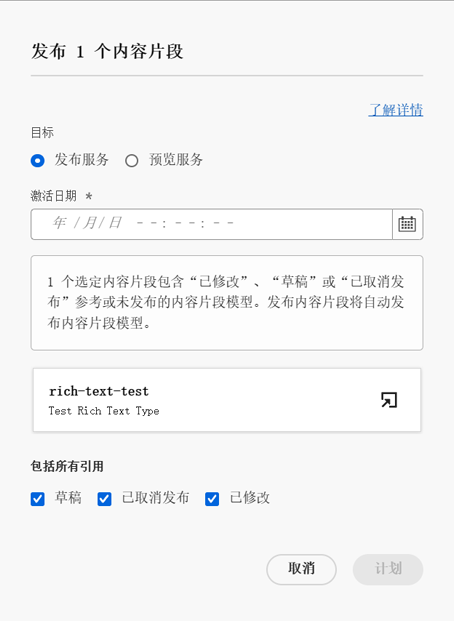 发布 1 个内容片段
了解详情
目标
发布服务 预览服务
激活日期 *
年 /月/日 --:--:--
1 个选定内容片段包含“已修改”、“草稿”或“已取消发
布”参考或未发布的内容片段模型。发布内容片段将自动发
布内容片段模型。
rich-text-test
Test Rich Text Type
包括所有引用
草稿 已取消发布 已修改
取消 计划